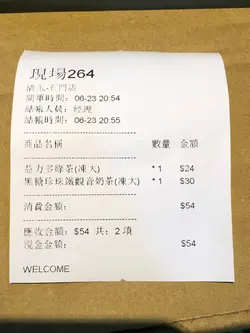 現場264
清玉-石門店
開單時間：06-23 20:54
結帳人員：经理
結帳時間：06-23 20:55
商品名稱 數量 金額
益力多綠茶(凍大) * 1 $24
黑糖珍珠鐵觀音奶茶(凍大) * 1 $30
消費金額： $54
應收金額：$54 共：2 項
現金金額： $54
WELCOME